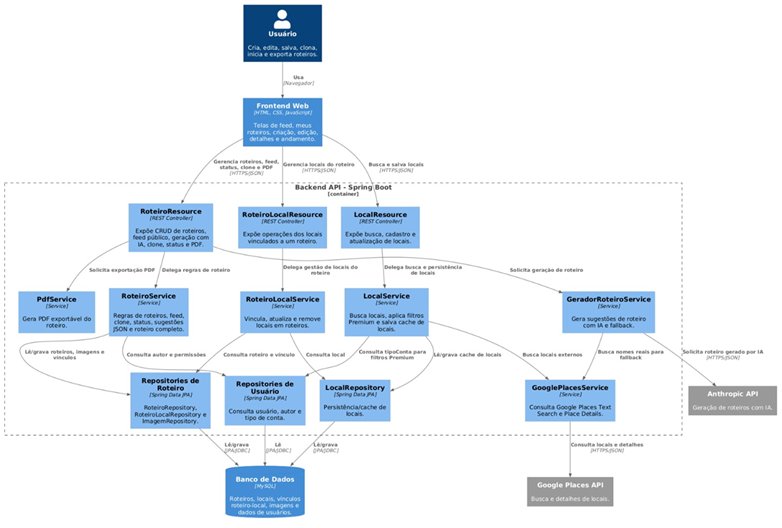 Usuário
Cria, edita, salva, clona,
inicia e exporta roteiros.
Usa
[Navegador]
Frontend Web
[HTML, CSS, JavaScript]
Telas de feed, meus
roteiros, criação, edição,
detalhes e andamento.
Gerencia roteiros, feed,
status, clone e PDF
[HTTPS/JSON]
Gerencia locais do roteiro
[HTTPS/JSON]
Busca e salva locais
[HTTPS/JSON]
Backend API - Spring Boot
[container]
RoteiroResource
[REST Controller]
Expõe CRUD de roteiros,
feed público, geração com
IA, clone, status e PDF.
RoteiroLocalResource
[REST Controller]
Expõe operações dos locais
vinculados a um roteiro.
LocalResource
[REST Controller]
Expõe busca, cadastro e
atualização de locais.
Solicita exportação PDF
Delega regras de roteiro
Delega gestão de locais do
roteiro
Delega busca e persistência
de locais
Solicita geração de roteiro
PdfService
[Service]
Gera PDF exportável do
roteiro.
RoteiroService
[Service]
Regras de roteiros, feed,
clone, status, sugestões
JSON e roteiro completo.
RoteiroLocalService
[Service]
Vincula, atualiza e remove
locais em roteiros.
LocalService
[Service]
Busca locais, aplica filtros
Premium e salva cache de
locais.
GeradorRoteiroService
[Service]
Gera sugestões de roteiro
com IA e fallback.
Lê/grava roteiros, imagens e
vínculos
Consulta autor e permissões
Consulta roteiro e vínculo
Consulta local
Consulta tipoConta para
filtros Premium
Lê/grava cache de locais
Busca locais externos
Busca nomes reais para
fallback
Solicita roteiro gerado por IA
[HTTPS/JSON]
Repositories de
Roteiro
[Spring Data JPA]
RoteiroRepository,
RoteiroLocalRepository e
ImagemRepository.
Repositories de
Usuário
[Spring Data JPA]
Consulta usuário, autor e
tipo de conta.
LocalRepository
[Spring Data JPA]
Persistência/cache de
locais.
GooglePlacesService
[Service]
Consulta Google Places Text
Search e Place Details.
Anthropic API
Geração de roteiros com IA.
Lê/grava
[JPA/JDBC]
Lê
[JPA/JDBC]
Lê/grava
[JPA/JDBC]
Consulta locais e detalhes
[HTTPS/JSON]
Banco de Dados
[MySQL]
Roteiros, locais, vínculos
roteiro-local, imagens e
dados de usuários.
Google Places API
Busca e detalhes de locais.